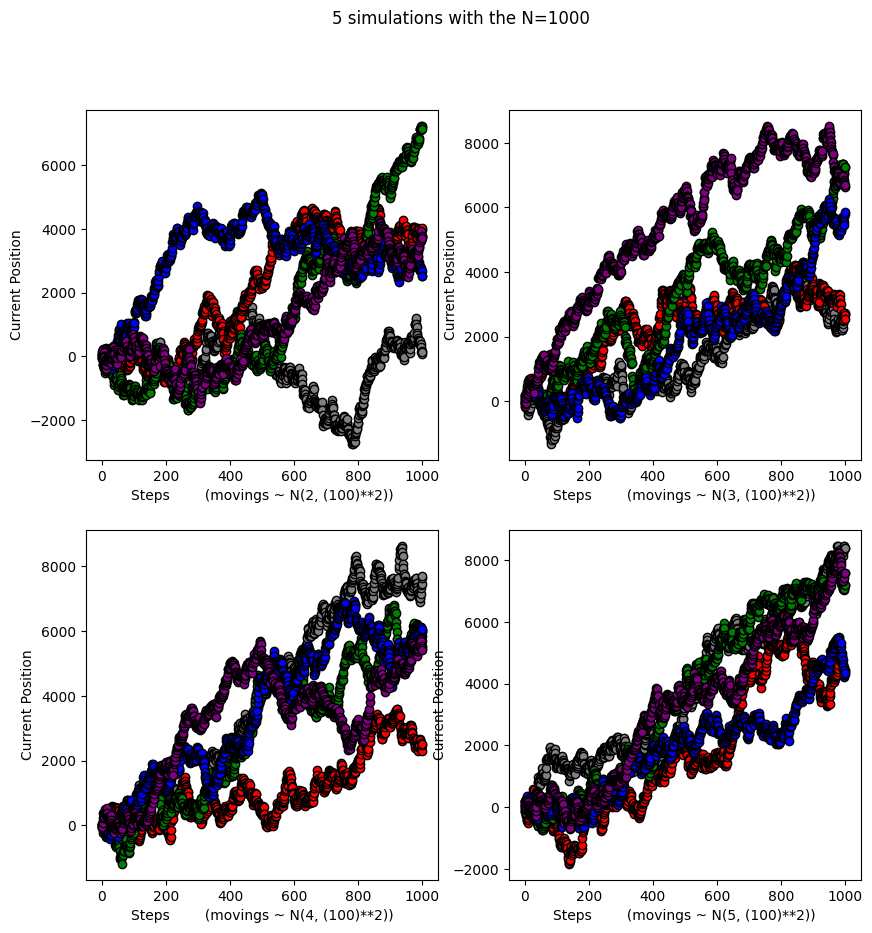 5 simulations with the N=1000
Current Position
6000
4000
2000
0
−2000
0 200 400 600 800 1000
Steps (movings ~ N(2, (100)**2))
Current Position
8000
6000
4000
2000
0
0 200 400 600 800 1000
Steps (movings ~ N(3, (100)**2))
Current Position
8000
6000
4000
2000
0
0 200 400 600 800 1000
Steps (movings ~ N(4, (100)**2))
Current Position
8000
6000
4000
2000
0
−2000
0 200 400 600 800 1000
Steps (movings ~ N(5, (100)**2))